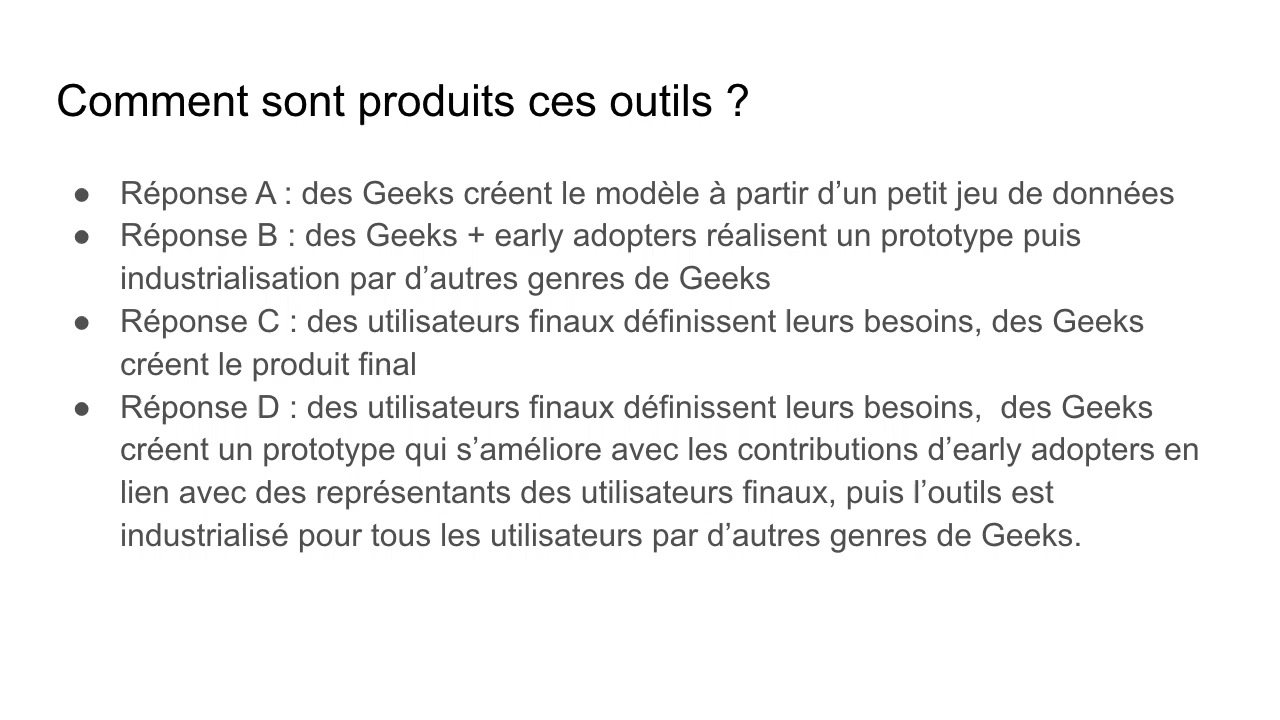 Comment sont produits ces outils ?
● Réponse A : des Geeks créent le modèle à partir d’un petit jeu de données
● Réponse B : des Geeks + early adopters réalisent un prototype puis
industrialisation par d’autres genres de Geeks
● Réponse C : des utilisateurs finaux définissent leurs besoins, des Geeks
créent le produit final
● Réponse D : des utilisateurs finaux définissent leurs besoins,  des Geeks
créent un prototype qui s’améliore avec les contributions d’early adopters en
lien avec des représentants des utilisateurs finaux, puis l’outils est
industrialisé pour tous les utilisateurs par d’autres genres de Geeks.